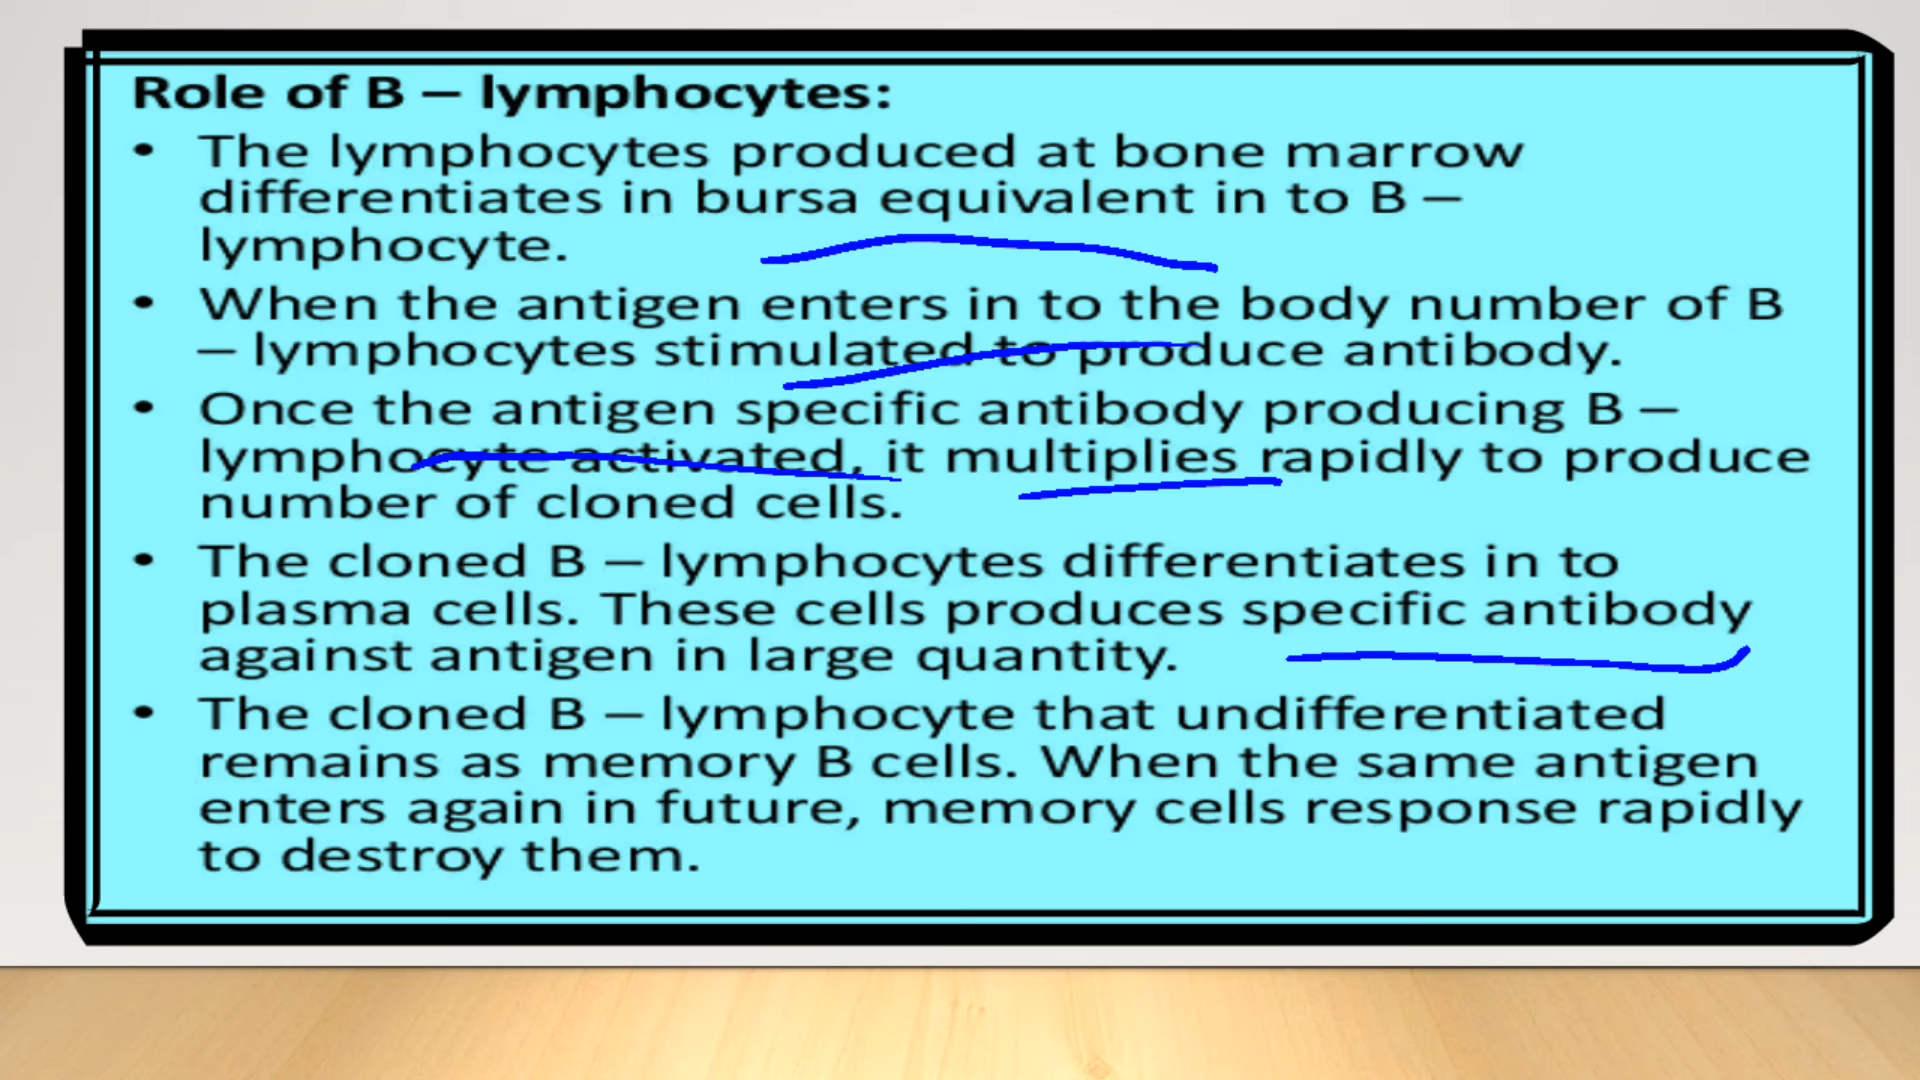 Role of B – lymphocytes:
• The lymphocytes produced at bone marrow
differentiates in bursa equivalent in to B –
lymphocyte.
• When the antigen enters in to the body number of B
– lymphocytes stimulated to produce antibody.
• Once the antigen specific antibody producing B –
lymphocyte activated, it multiplies rapidly to produce
number of cloned cells.
• The cloned B – lymphocytes differentiates in to
plasma cells. These cells produces specific antibody
against antigen in large quantity.
• The cloned B – lymphocyte that undifferentiated
remains as memory B cells. When the same antigen
enters again in future, memory cells response rapidly
to destroy them.